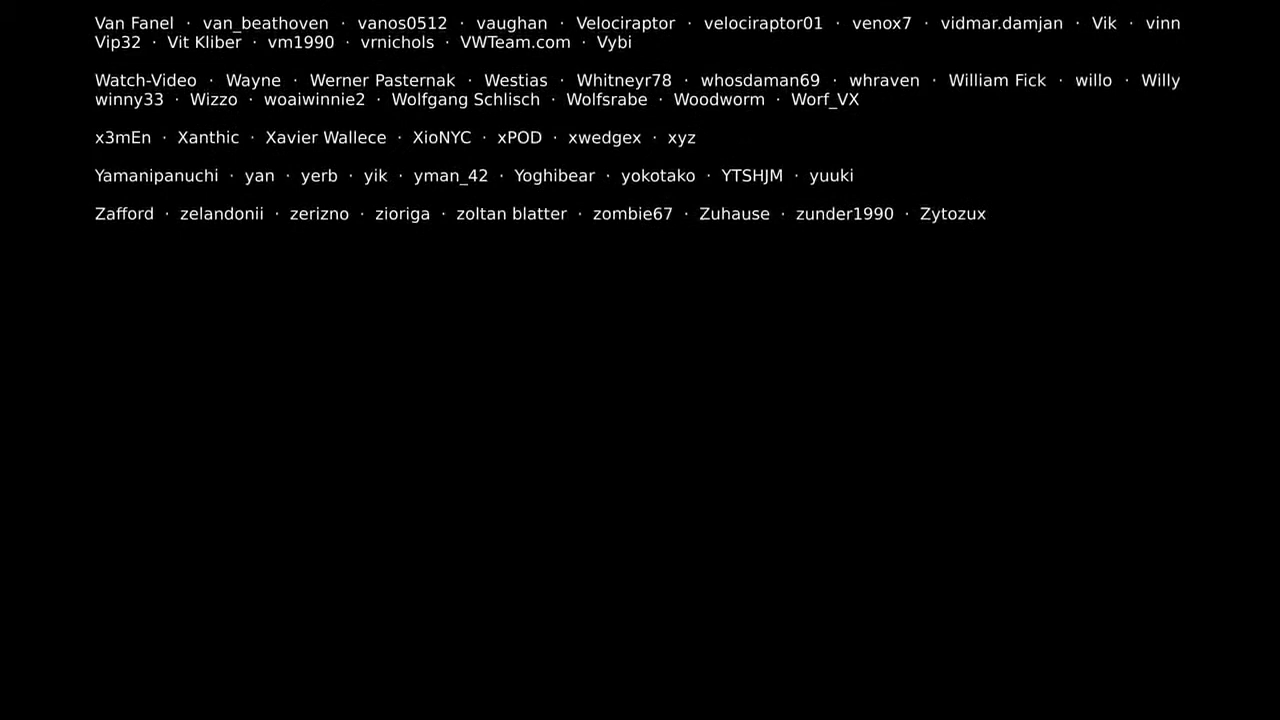 Van Fanel · van_beathoven · vanos0512 · vaughan · Velociraptor · velociraptor01 · venox7 · vidmar.damjan · Vik · vinn
Vip32 · Vit Kliber · vm1990 · vrnichols · VWTeam.com · Vybi
Watch-Video · Wayne · Werner Pasternak · Westias · Whitneyr78 · whosdaman69 · whraven · William Fick · willo · Willy
winny33 · Wizzo · woaiwinnie2 · Wolfgang Schlisch · Wolfsrabe · Woodworm · Worf_VX
x3mEn · Xanthic · Xavier Wallece · XioNYC · xPOD · xwedgex · xyz
Yamanipanuchi · yan · yerb · yik · yman_42 · Yoghibear · yokotako · YTSHJM · yuuki
Zafford · zelandonii · zerizno · zioriga · zoltan blatter · zombie67 · Zuhause · zunder1990 · Zytozux